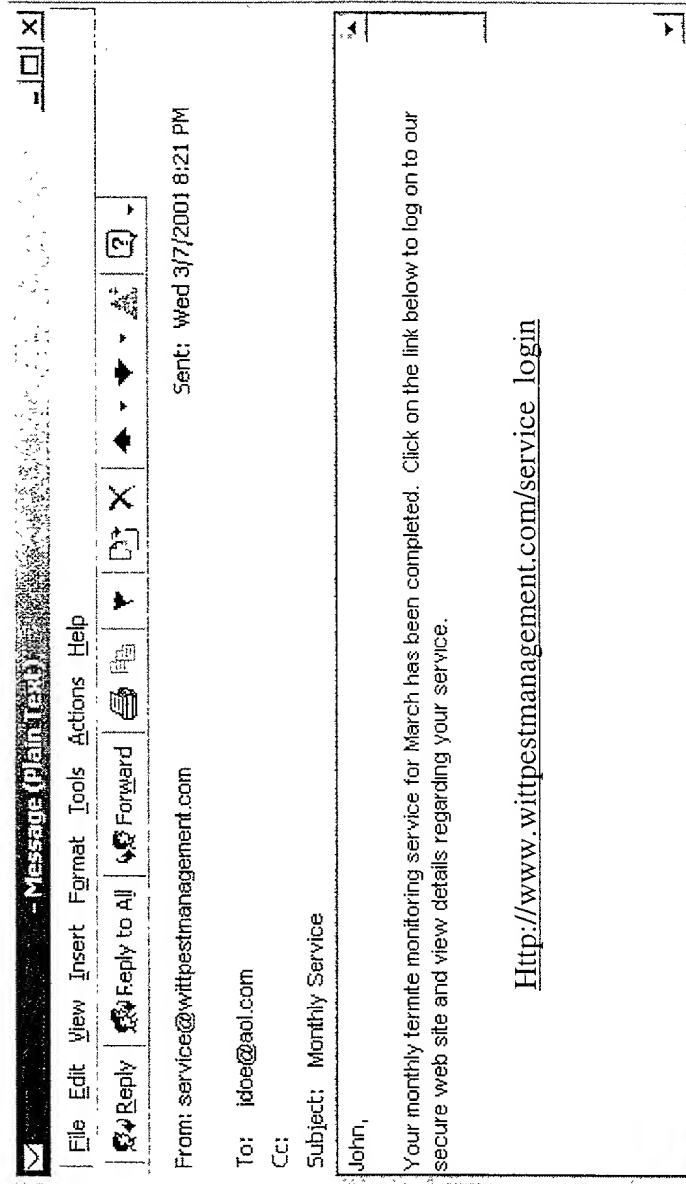 - Message (Plain Text)
File Edit View Insert Format Tools Actions Help
Reply Reply to All Forward
From: service@wittpestmanagement.com Sent: Wed 3/7/2001 8:21 PM
To: jdoe@aol.com
Cc:
Subject: Monthly Service
John,
Your monthly termite monitoring service for March has been completed. Click on the link below to log on to our
secure web site and view details regarding your service.
Http://www.wittpestmanagement.com/service_login